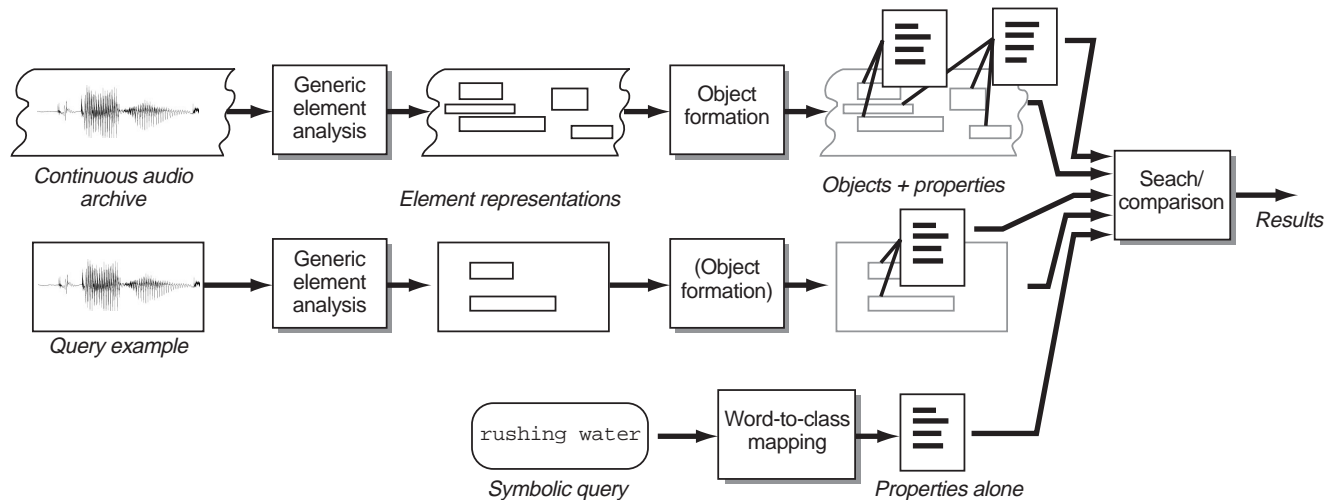 Generic
element
analysis
Object
formation
Seach/
comparison
Continuous audio
archive
Element representations
Objects + properties
Results
Generic
element
analysis
(Object
formation)
Query example
rushing water
Word-to-class
mapping
Symbolic query
Properties alone